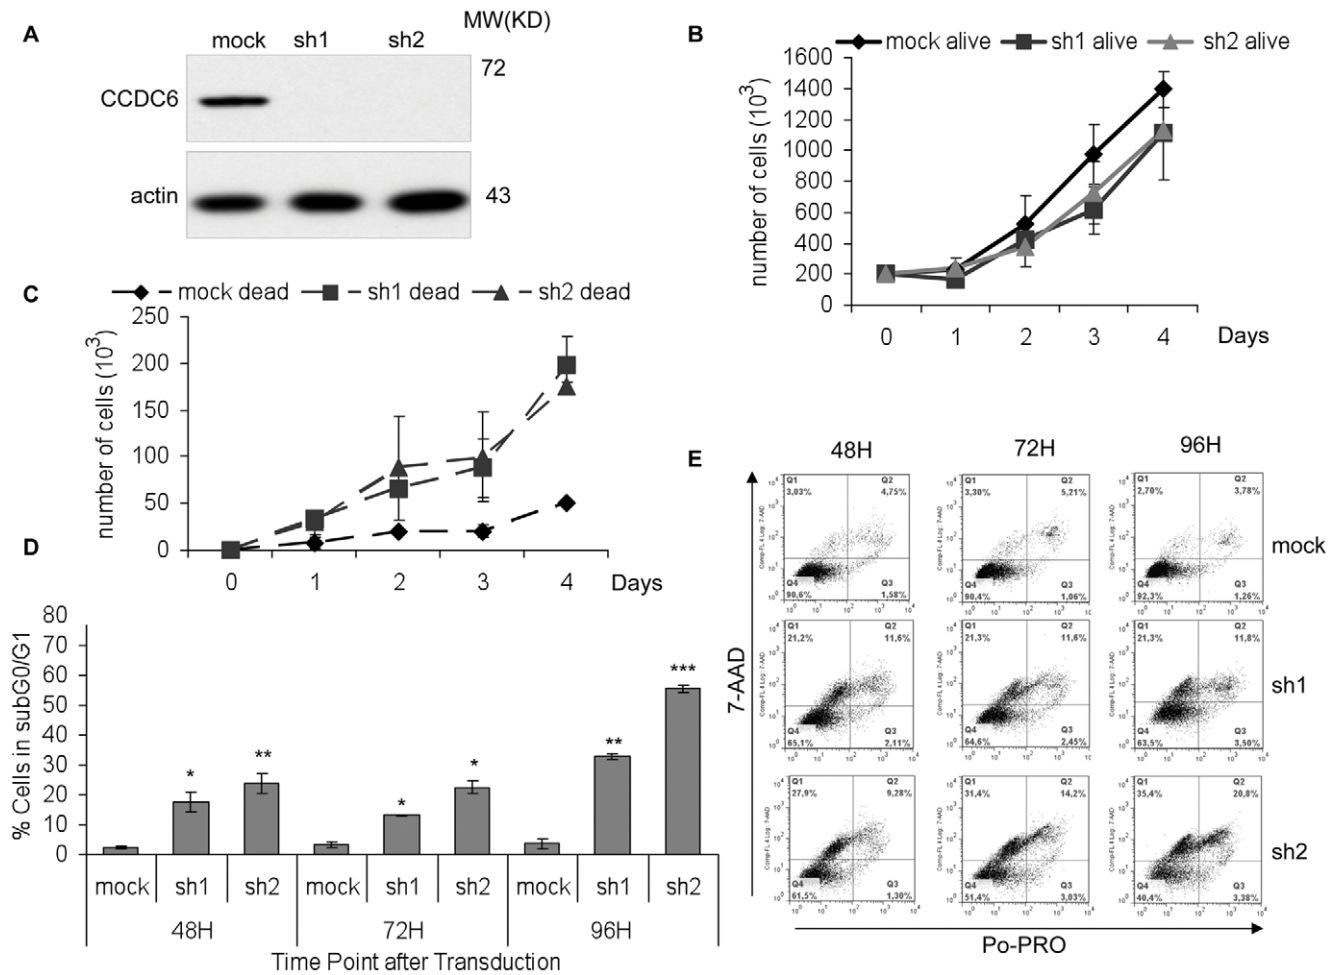 A
mock sh1 sh2 MW(KD)
CCDC6
72
actin
43
B
mock alive sh1 alive sh2 alive
number of cells (10³)
1600
1400
1200
1000
800
600
400
200
0
0 1 2 3 4 Days
C
mock dead sh1 dead sh2 dead
number of cells (10³)
250
200
150
100
50
0
0 1 2 3 4 Days
D
% Cells in subG0/G1
80
70
60
50
40
30
20
10
0
* ** * * ** ***
mock sh1 sh2 mock sh1 sh2 mock sh1 sh2
48H 72H 96H
Time Point after Transduction
E
48H 72H 96H
7-AAD
Po-PRO
mock
Q1 Q2 Q1 Q2 Q1 Q2
3,03% 4,75% 3,30% 5,21% 2,70% 3,78%
Q4 Q3 Q4 Q3 Q4 Q3
90,6% 1,58% 90,4% 1,06% 92,3% 1,26%
sh1
Q1 Q2 Q1 Q2 Q1 Q2
21,2% 11,6% 21,3% 11,6% 21,3% 11,8%
Q4 Q3 Q4 Q3 Q4 Q3
65,1% 2,11% 64,6% 2,45% 63,5% 3,50%
sh2
Q1 Q2 Q1 Q2 Q1 Q2
27,9% 9,28% 31,4% 14,2% 35,4% 20,8%
Q4 Q3 Q4 Q3 Q4 Q3
61,5% 1,30% 51,4% 3,03% 40,4% 3,38%